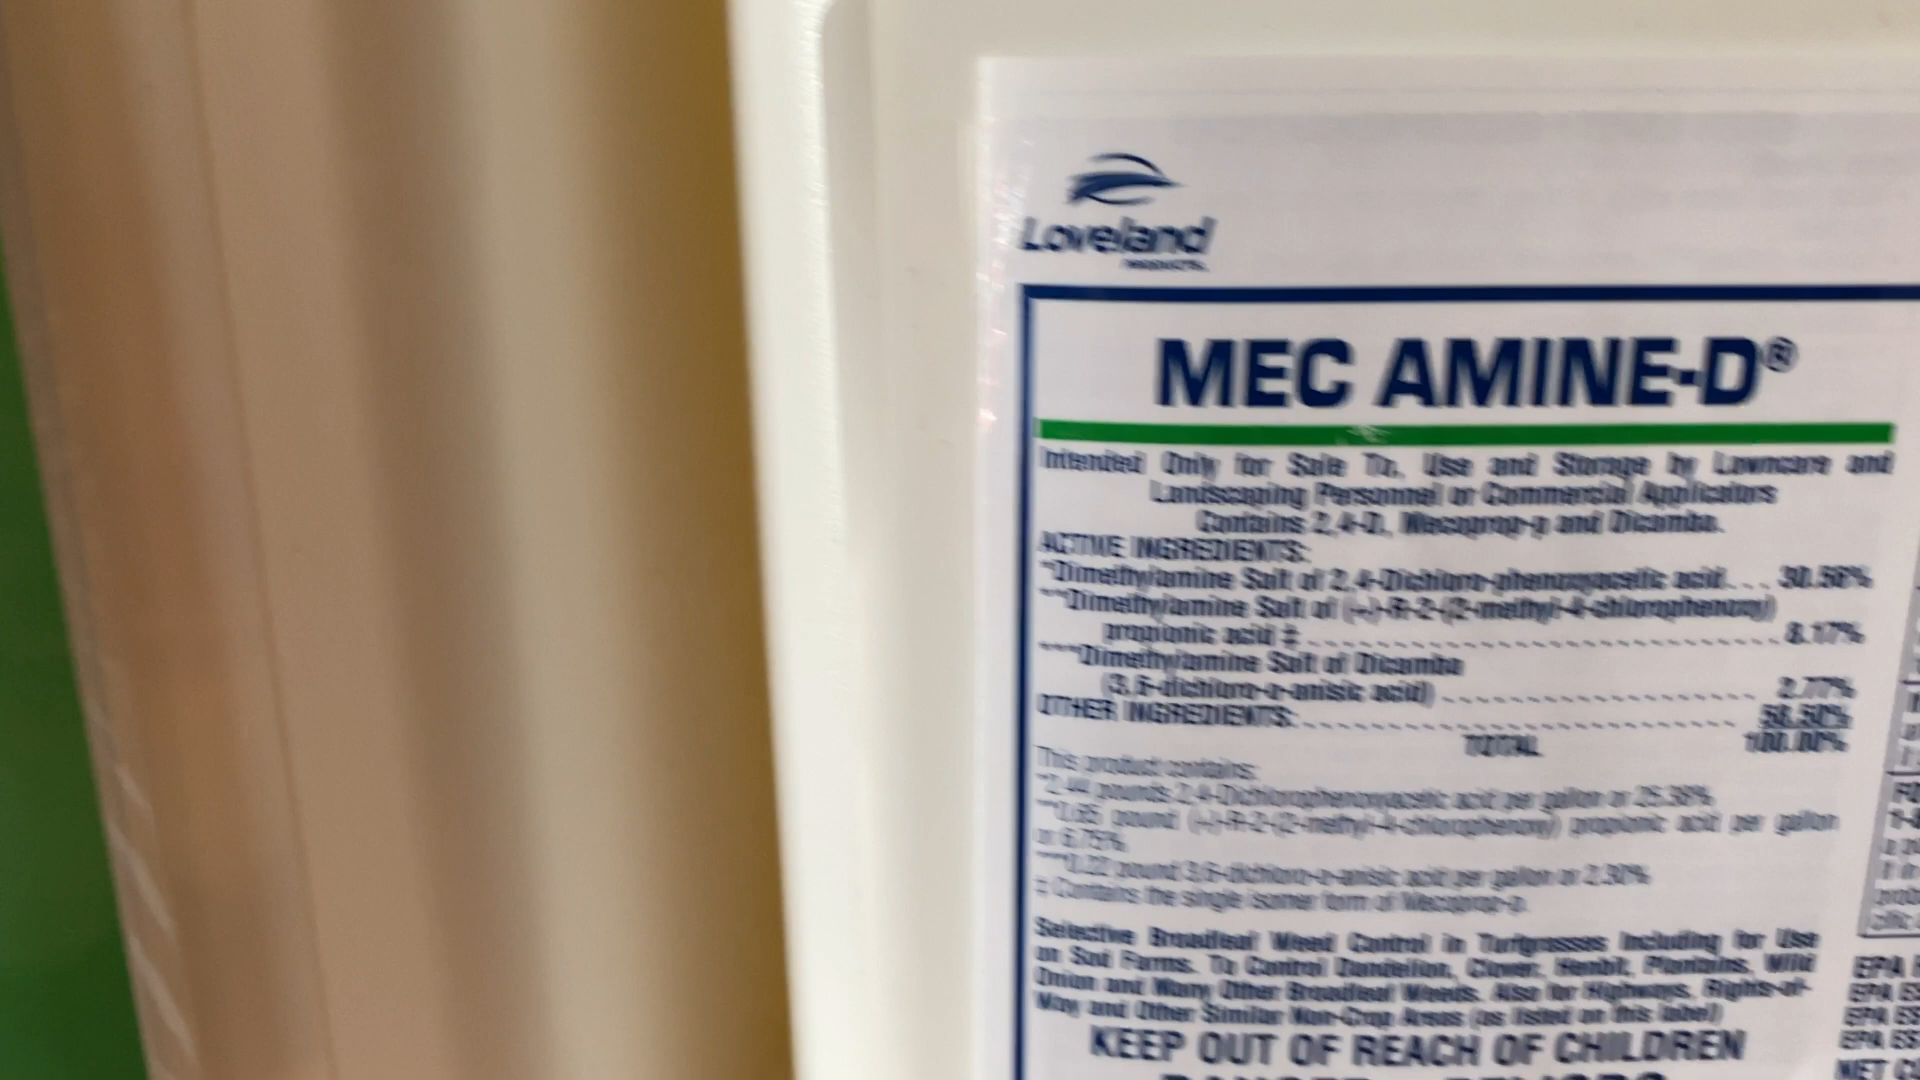 Loveland
PRODUCTS
MEC AMINE-D®
Intended Only for Sale To, Use and Storage by Lawncare and
Landscaping Personnel or Commercial Applicators
Contains 2,4-D, Mecoprop-p and Dicamba.
ACTIVE INGREDIENTS:
*Dimethylamine Salt of 2,4-Dichloro-phenoxyacetic acid... 30.56%
**Dimethylamine Salt of (+)-R-2-(2-methyl-4-chlorophenoxy)
propionic acid ‡ 8.17%
***Dimethylamine Salt of Dicamba
(3,6-dichloro-o-anisic acid) 2.77%
OTHER INGREDIENTS: 58.50%
TOTAL 100.00%
This product contains:
*2.44 pounds 2,4-Dichlorophenoxyacetic acid per gallon or 25.38%
**0.65 pound (+)-R-2-(2-methyl-4-chlorophenoxy) propionic acid per gallon
or 6.75%
***0.22 pound 3,6-dichloro-o-anisic acid per gallon or 2.30%
‡ Contains the single isomer form of Mecoprop-p.
Selective Broadleaf Weed Control in Turfgrasses Including for Use
on Sod Farms. To Control Dandelion, Clover, Henbit, Plantains, Wild
Onion and Many Other Broadleaf Weeds. Also for Highways, Rights-of-
Way and Other Similar Non-Crop Areas (as listed on this label)
KEEP OUT OF REACH OF CHILDREN
EPA
EPA
EPA
EPA
NET